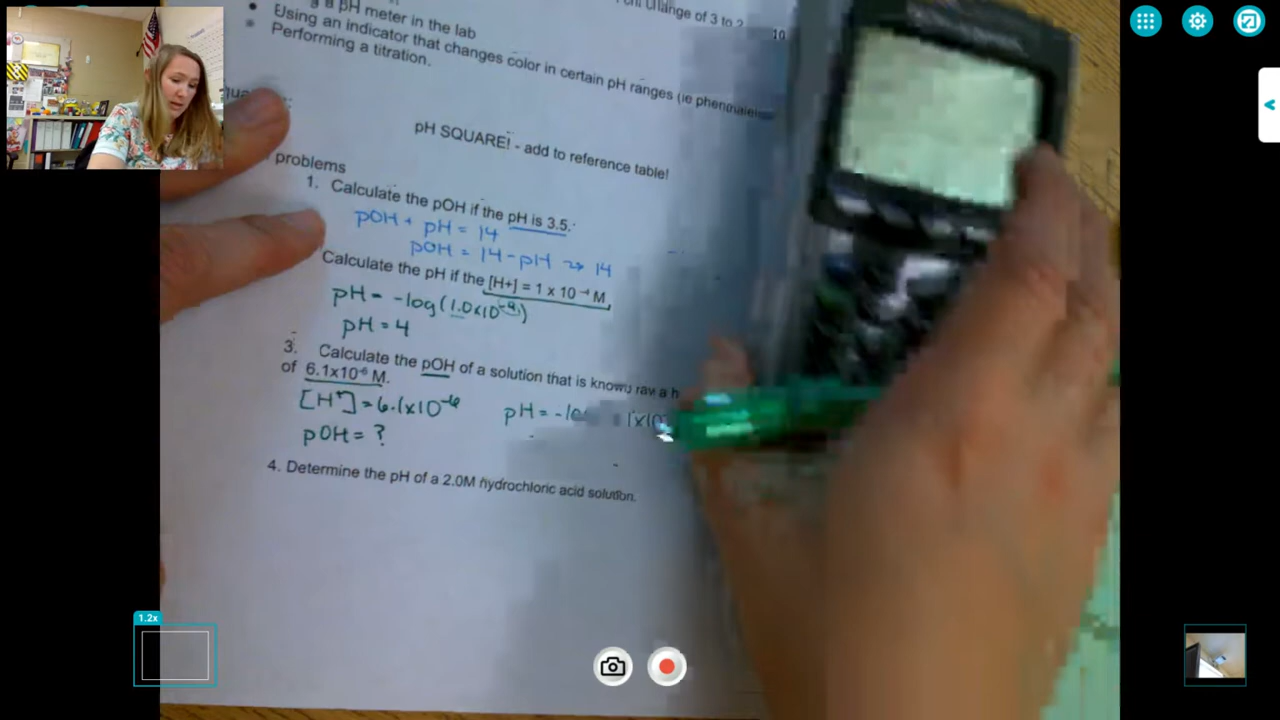 pH meter in the lab
Using an indicator that changes color in certain pH ranges (ie
Performing a titration.
10
pH SQUARE! - add to reference table!
problems
1. Calculate the pOH if the pH is 3.5.
pOH + pH = 14
pOH = 14 - pH → 14
Calculate the pH if the [H+] = 1 x 10⁻⁴ M
pH = -log(1.0x10⁻⁴)
pH = 4
3. Calculate the pOH of a solution that is
of 6.1x10⁻⁶ M.
[H⁺] = 6.1x10⁻⁶
pH =
pOH = ?
4. Determine the pH of a 2.0M hydrochloric acid solution.
1.2x